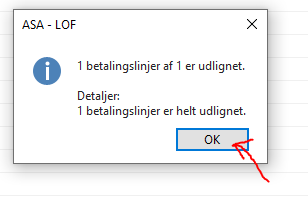 ASA - LOF
1 betalingslinjer af 1 er udlignet.
Detaljer:
1 betalingslinjer er helt udlignet.
OK